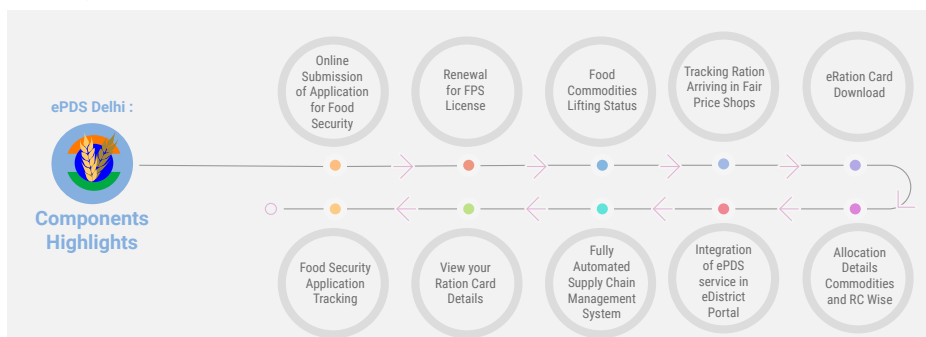 ePDS Delhi :
Components
Highlights
Online
Submission
of Application
for Food
Security
Renewal
for FPS
License
Food
Commodities
Lifting Status
Tracking Ration
Arriving in Fair
Price Shops
eRation Card
Download
Food Security
Application
Tracking
View your
Ration Card
Details
Fully
Automated
Supply Chain
Management
System
Integration
of ePDS
service in
eDistrict
Portal
Allocation
Details
Commodities
and RC Wise